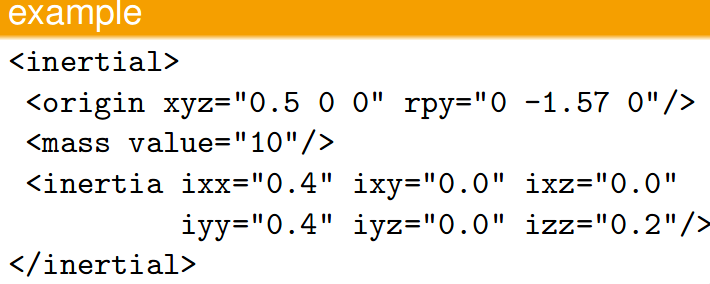 example
<inertial>
<origin xyz="0.5 0 0" rpy="0 -1.57 0"/>
<mass value="10"/>
<inertia ixx="0.4" ixy="0.0" ixz="0.0"
iyy="0.4" iyz="0.0" izz="0.2"/>
</inertial>